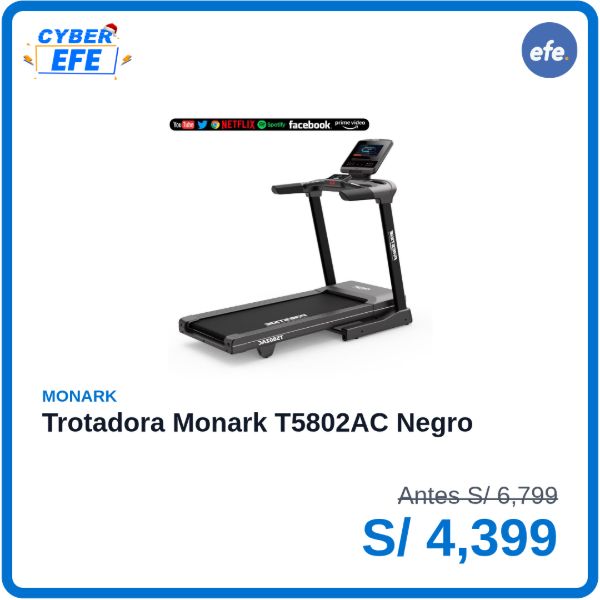 CYBER
EFE
efe.
YouTube NETFLIX Spotify facebook prime video
MONARK
Trotadora Monark T5802AC Negro
Antes S/ 6,799
S/ 4,399